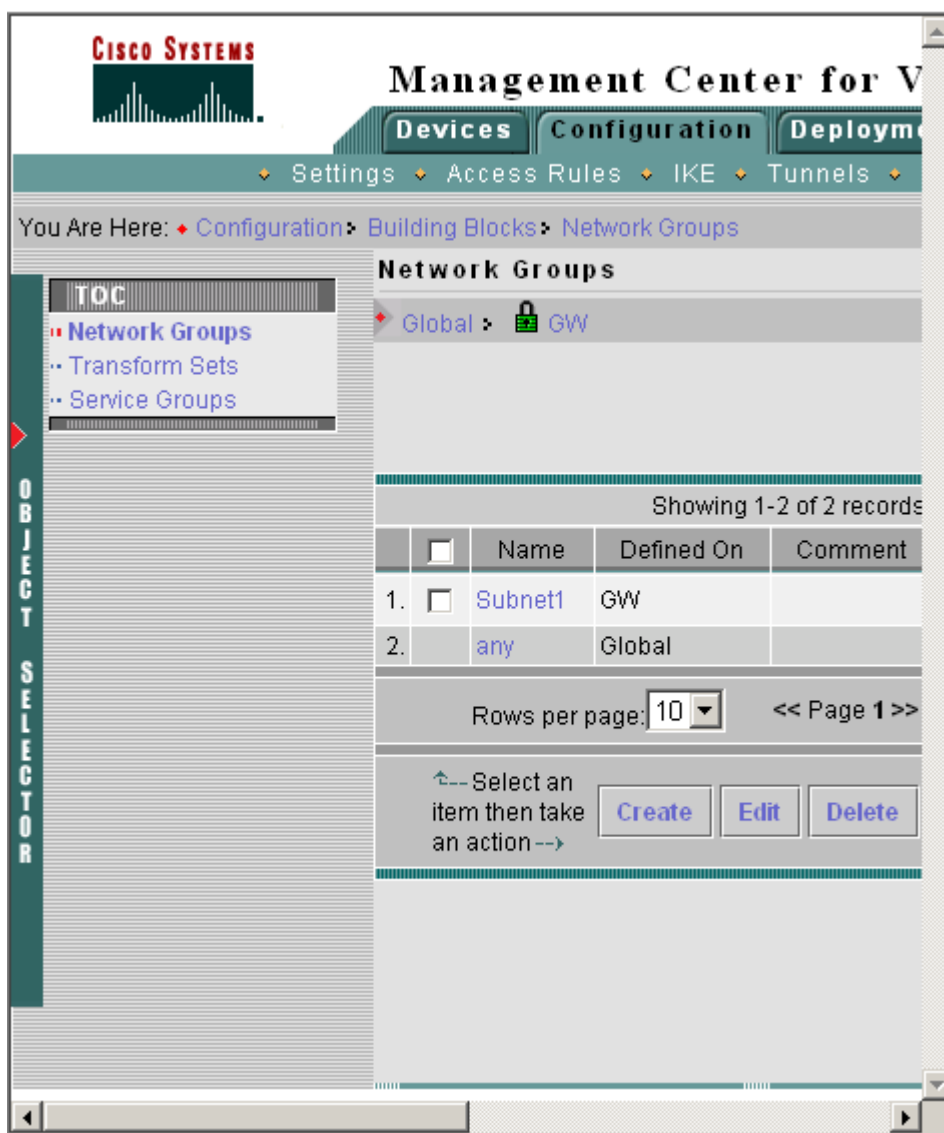 CISCO SYSTEMS
Management Center for V
Devices Configuration Deployme
Settings Access Rules IKE Tunnels
You Are Here: Configuration Building Blocks Network Groups
TOC
Network Groups
Transform Sets
Service Groups
OBJECT SELECTOR
Network Groups
Global GW
Showing 1-2 of 2 records
Name Defined On Comment
1. Subnet1 GW
2. any Global
Rows per page: 10 << Page 1 >>
Select an
item then take
an action
Create Edit Delete